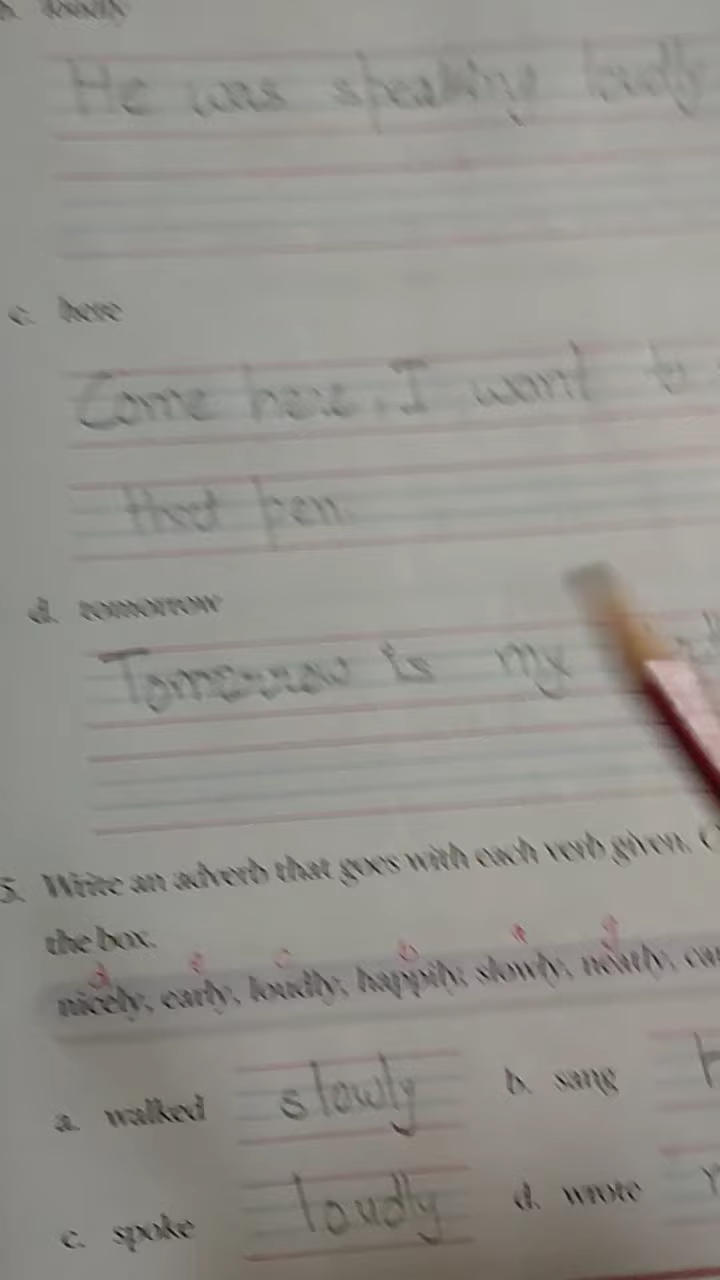 b. loudly
He was speaking loudly
c. here
Come here. I want to
that pen.
d. tomorrow
Tomorrow is my
5. Write an adverb that goes with each verb given.
the box.
d e c b a g
nicely, early, loudly, happily, slowly, neatly,
a. walked slowly b. sang
c. spoke loudly d. wrote